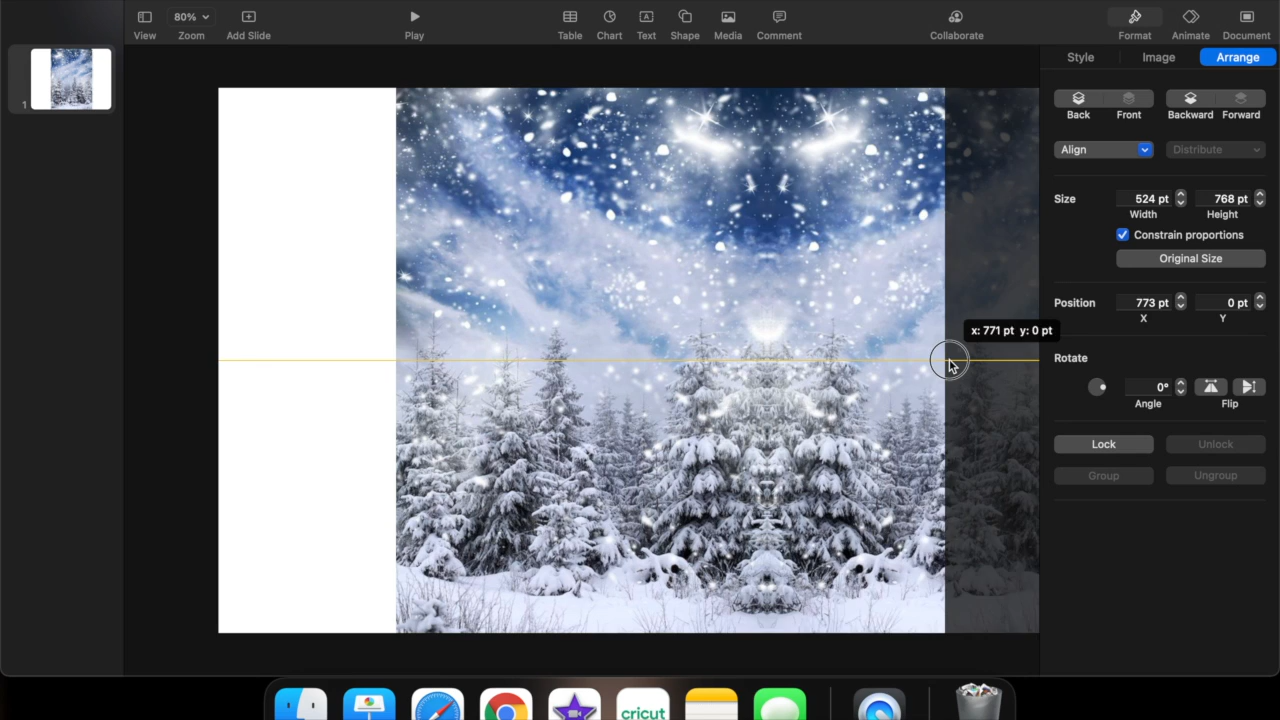 80%
View Zoom Add Slide Play Table Chart Text Shape Media Comment Collaborate Format Animate Document
Style Image Arrange
1
Back Front Backward Forward
Align Distribute
Size 524 pt 768 pt
Width Height
Constrain proportions
Original Size
Position 773 pt 0 pt
X Y
x: 771 pt y: 0 pt
Rotate
0°
Angle Flip
Lock Unlock
Group Ungroup
cricut